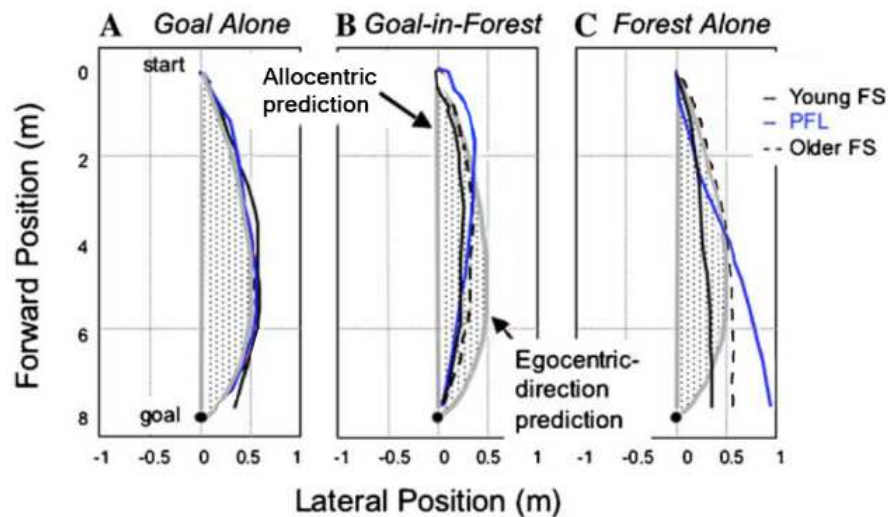 A Goal Alone
B Goal-in-Forest
C Forest Alone
Forward Position (m)
0
2
4
6
8
start
goal
Allocentric
prediction
Egocentric-
direction
prediction
Young FS
PFL
Older FS
-1 -0.5 0 0.5 1
-1 -0.5 0 0.5 1
-1 -0.5 0 0.5 1
Lateral Position (m)